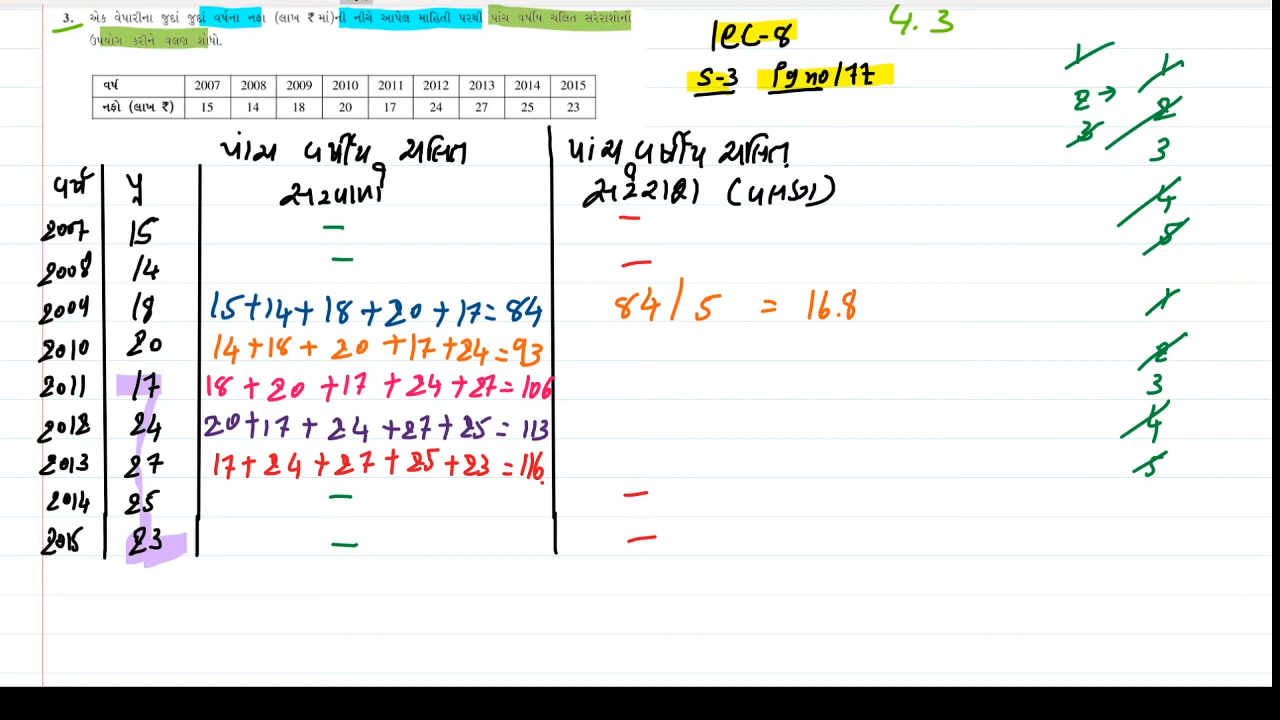 3. એક વેપારીના જુદાં જુદાં વર્ષના નફા (લાખ ₹ માં)ની નીચે આપેલ માહિતી પરથી પાંચ વર્ષીય ચલિત સરેરાશોનો
ઉપયોગ કરીને વલણ શોધો.
lec-8
S-3 Pg no/77
4.3
વર્ષ 2007 2008 2009 2010 2011 2012 2013 2014 2015
નફો (લાખ ₹) 15 14 18 20 17 24 27 25 23
પાંચ વર્ષીય ચલિત
પાંચ વર્ષીય ચલિત
વર્ષ y સરવાળો
સરેરાશ (વલણ)
2007 15 – –
2008 14 – –
2009 18 15+14+18+20+17=84 84/5 = 16.8
2010 20 14+18+20+17+24=93
2011 17 18+20+17+24+27=106
2012 24 20+17+24+27+25=113
2013 27 17+24+27+25+23=116
2014 25 – –
2015 23 – –
1
2 →
3
1
2
3
4
5
1
2
3
4
5